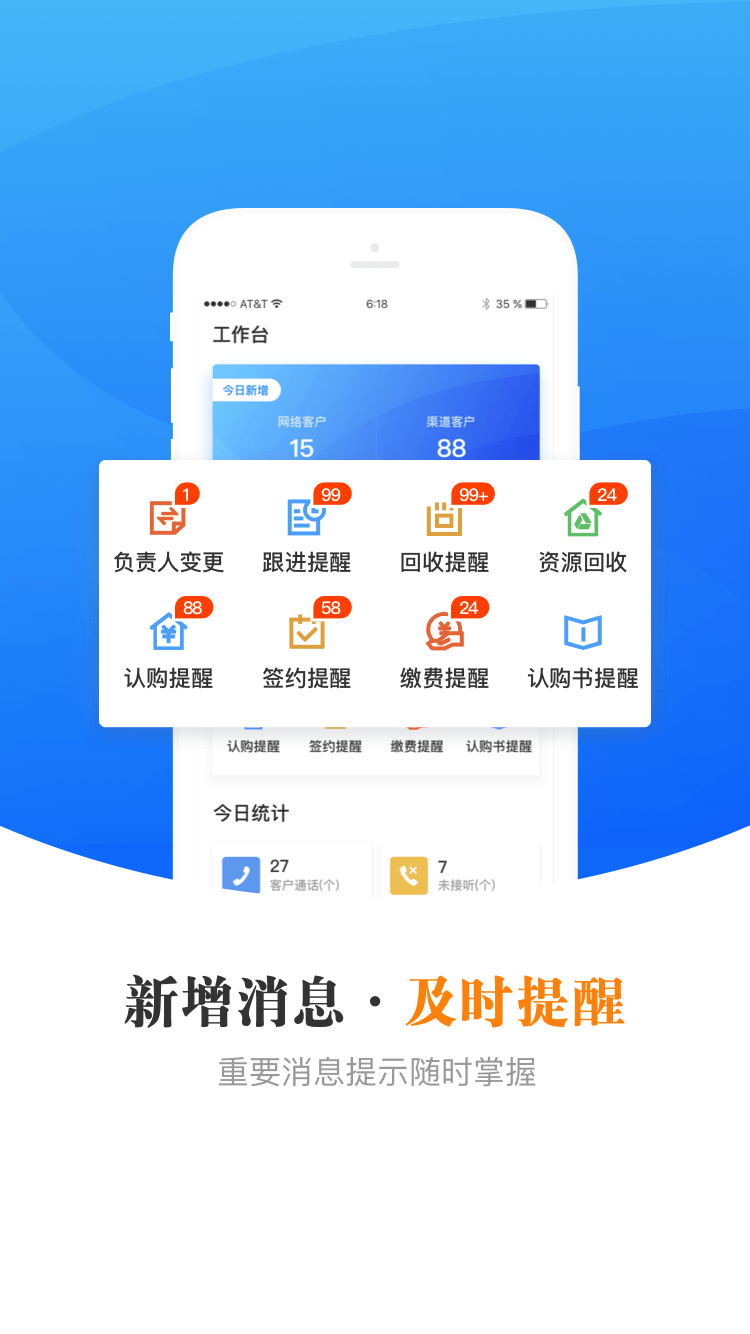 AT&T 6:18 35 %
工作台
今日新增
网络客户 渠道客户
15 88
1 99 99+ 24
负责人变更 跟进提醒 回收提醒 资源回收
88 58 24
认购提醒 签约提醒 缴费提醒 认购书提醒
认购提醒 签约提醒 缴费提醒 认购书提醒
今日统计
27 7
客户通话(个) 未接听(个)
新增消息·及时提醒
重要消息提示随时掌握